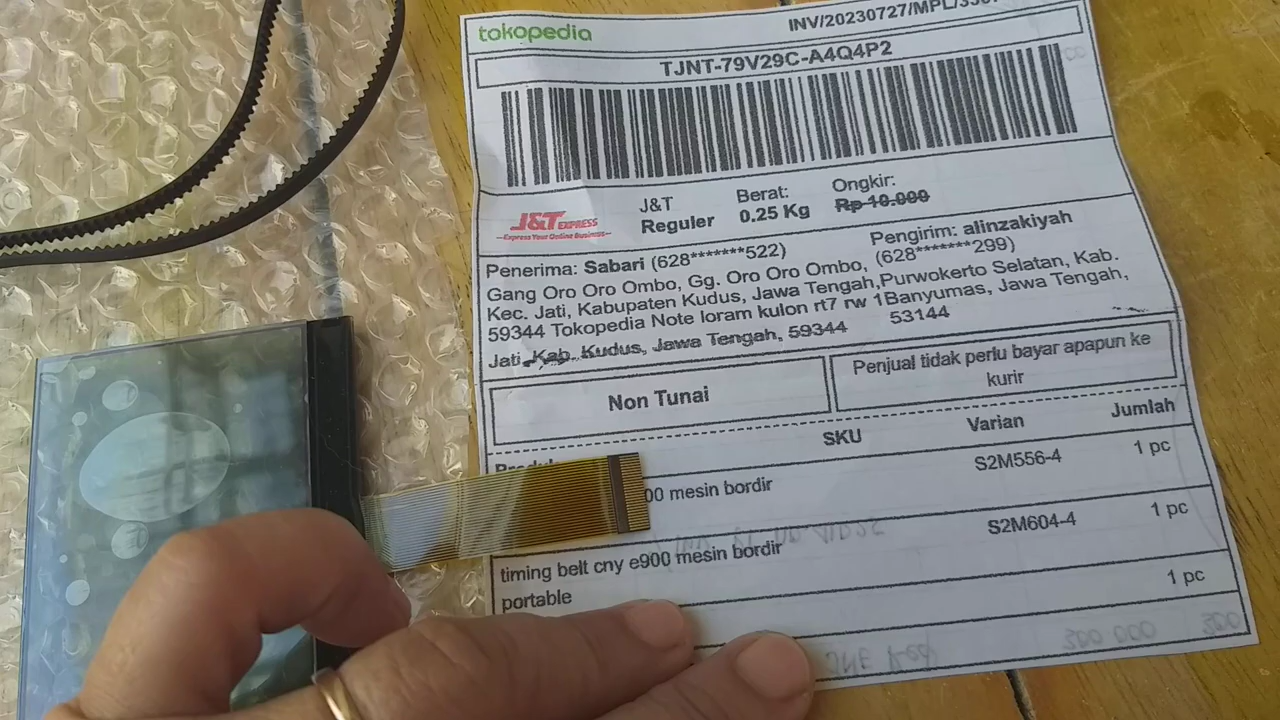 tokopedia
INV/20230727/MPL/
TJNT-79V29C-A4Q4P2
J&T EXPRESS
Express Your Online Business
J&T
Reguler
Berat:
0.25 Kg
Ongkir:
Rp 10.000
Penerima: Sabari (628*******522)
Gang Oro Oro Ombo, Gg. Oro Oro Ombo,
Kec. Jati, Kabupaten Kudus, Jawa Tengah,
59344 Tokopedia Note loram kulon rt7 rw 1
Jati, Kab. Kudus, Jawa Tengah, 59344
Pengirim: alinzakiyah
(628*******299)
Purwokerto Selatan, Kab.
Banyumas, Jawa Tengah,
53144
Non Tunai
Penjual tidak perlu bayar apapun ke
kurir
SKU Varian Jumlah
00 mesin bordir S2M556-4 1 pc
timing belt cny e900 mesin bordir S2M604-4 1 pc
portable
1 pc